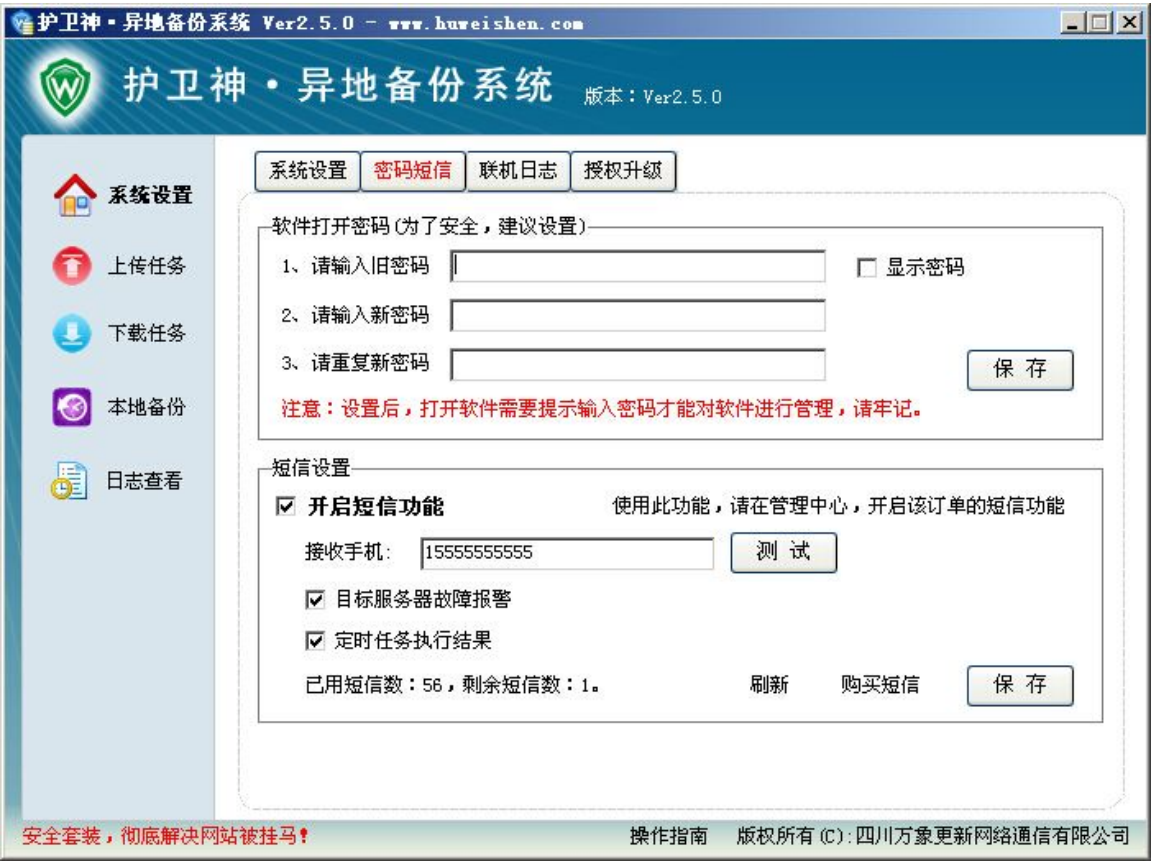 护卫神·异地备份系统 Ver2.5.0 - www.huweishen.com
护卫神·异地备份系统 版本：Ver2.5.0
系统设置
上传任务
下载任务
本地备份
日志查看
系统设置 密码短信 联机日志 授权升级
软件打开密码(为了安全，建议设置)
1、请输入旧密码 显示密码
2、请输入新密码
3、请重复新密码 保 存
注意：设置后，打开软件需要提示输入密码才能对软件进行管理，请牢记。
短信设置
开启短信功能 使用此功能，请在管理中心，开启该订单的短信功能
接收手机: 15555555555 测 试
目标服务器故障报警
定时任务执行结果
已用短信数：56，剩余短信数：1。 刷新 购买短信 保 存
安全套装，彻底解决网站被挂马！ 操作指南 版权所有(C):四川万象更新网络通信有限公司